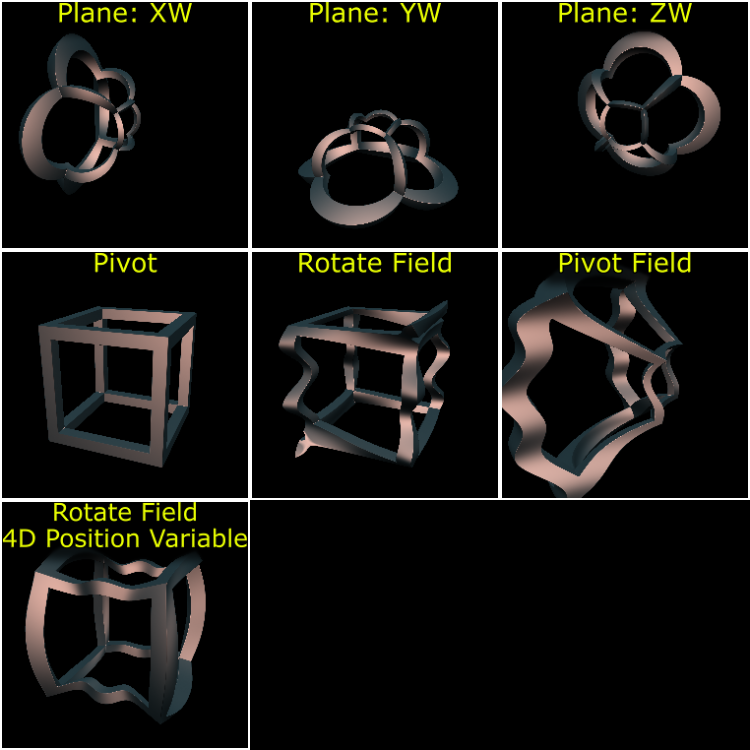 Plane: XW
Plane: YW
Plane: ZW
Pivot
Rotate Field
Pivot Field
Rotate Field
4D Position Variable